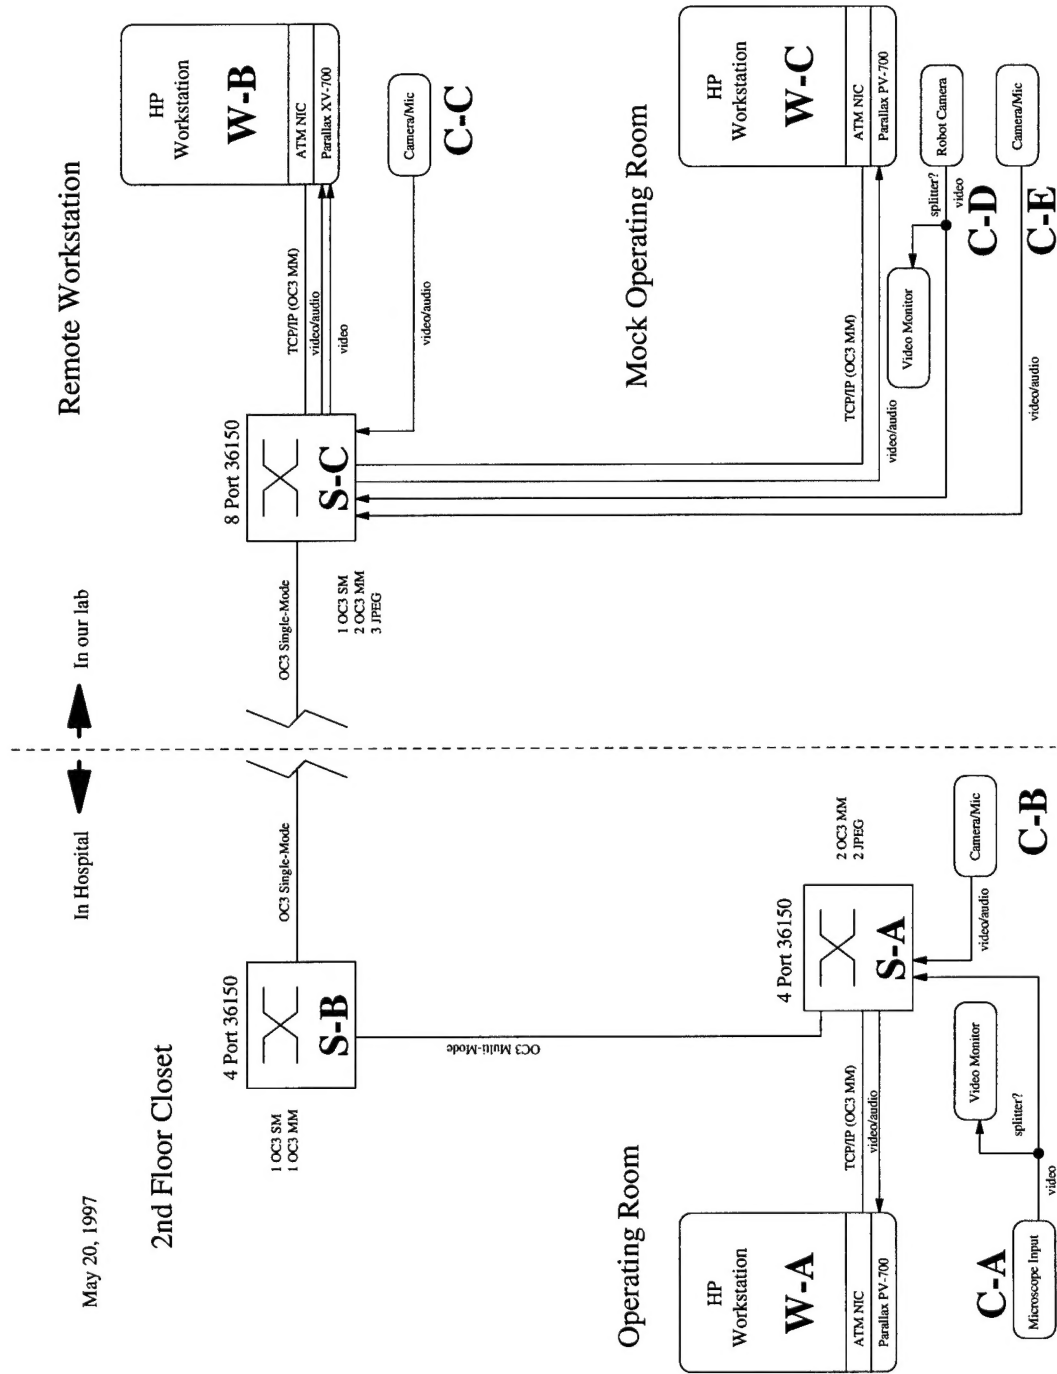 May 20, 1997
In Hospital
In our lab
2nd Floor Closet
Remote Workstation
4 Port 36150
S-B
1 OC3 SM
1 OC3 MM
OC3 Single-Mode
OC3 Single-Mode
8 Port 36150
S-C
1 OC3 SM
2 OC3 MM
3 JPEG
TCP/IP (OC3 MM)
video/audio
video
HP
Workstation
W-B
ATM NIC
Parallax XV-700
video/audio
Camera/Mic
C-C
OC3 Multi-Mode
Operating Room
HP
Workstation
W-A
ATM NIC
Parallax PV-700
TCP/IP (OC3 MM)
video/audio
4 Port 36150
S-A
2 OC3 MM
2 JPEG
C-A
Microscope Input
video
splitter?
Video Monitor
video/audio
Camera/Mic
C-B
Mock Operating Room
HP
Workstation
W-C
ATM NIC
Parallax PV-700
TCP/IP (OC3 MM)
video/audio
Video Monitor
splitter?
video
Robot Camera
C-D
video/audio
Camera/Mic
C-E